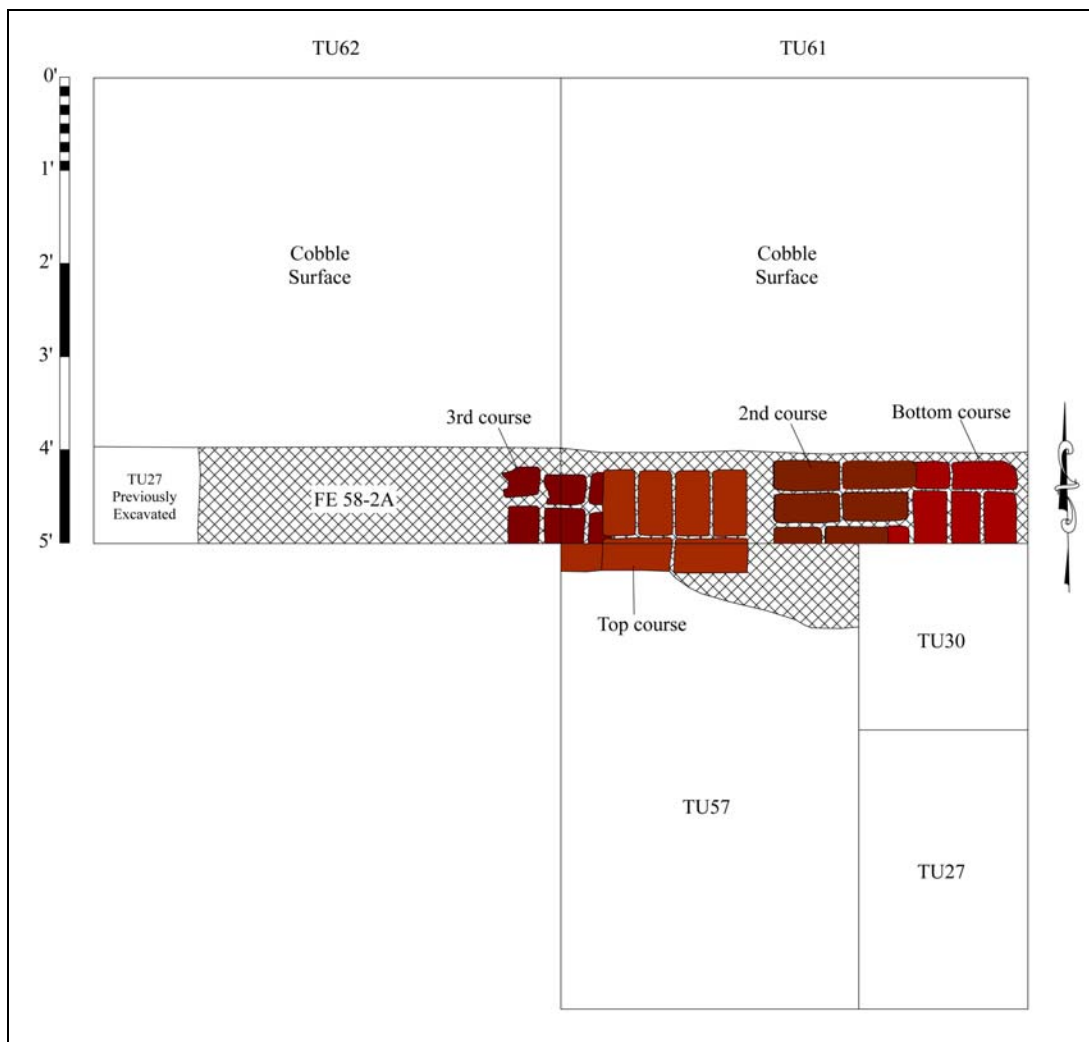 TU62
TU61
0'
1'
2'
3'
4'
5'
Cobble
Surface
Cobble
Surface
3rd course
2nd course
Bottom course
TU27
Previously
Excavated
FE 58-2A
Top course
TU30
TU57
TU27